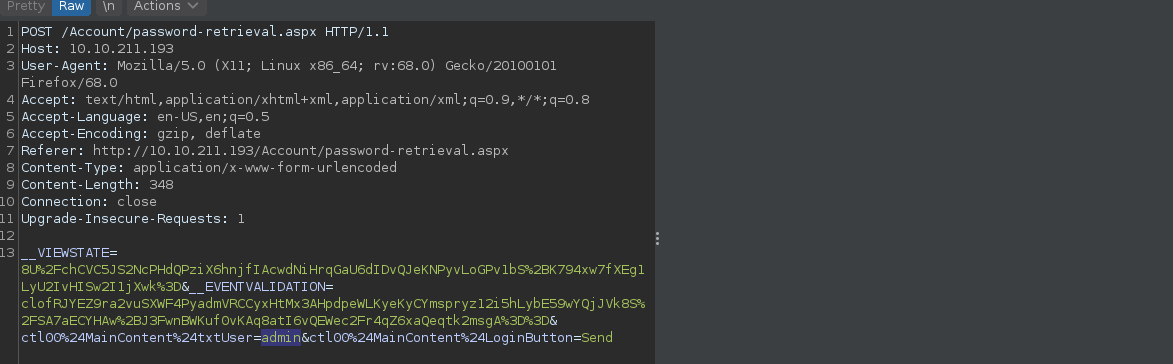 Pretty Raw \n Actions
1 POST /Account/password-retrieval.aspx HTTP/1.1
2 Host: 10.10.211.193
3 User-Agent: Mozilla/5.0 (X11; Linux x86_64; rv:68.0) Gecko/20100101
Firefox/68.0
4 Accept: text/html,application/xhtml+xml,application/xml;q=0.9,*/*;q=0.8
5 Accept-Language: en-US,en;q=0.5
6 Accept-Encoding: gzip, deflate
7 Referer: http://10.10.211.193/Account/password-retrieval.aspx
8 Content-Type: application/x-www-form-urlencoded
9 Content-Length: 348
10 Connection: close
11 Upgrade-Insecure-Requests: 1
12
13 __VIEWSTATE=
8U%2FchCVC5JS2NcPHdQPziX6hnjfIAcwdNiHrqGaU6dIDvQJeKNPyvLoGPv1bS%2BK794xw7fXEg1
LyU2IvHISw2I1jXwk%3D&__EVENTVALIDATION=
clofRJYEZ9ra2vuSXWF4PyadmVRCCyxHtMx3AHpdpeWLKyeKyCYmspryz12i5hLybE59wYQjJVk8S%
2FSA7aECYHAw%2BJ3FwnBWKufOvKAq8atI6vQEWec2Fr4qZ6xaQeqtk2msgA%3D%3D&
ctl00%24MainContent%24txtUser=admin&ctl00%24MainContent%24LoginButton=Send